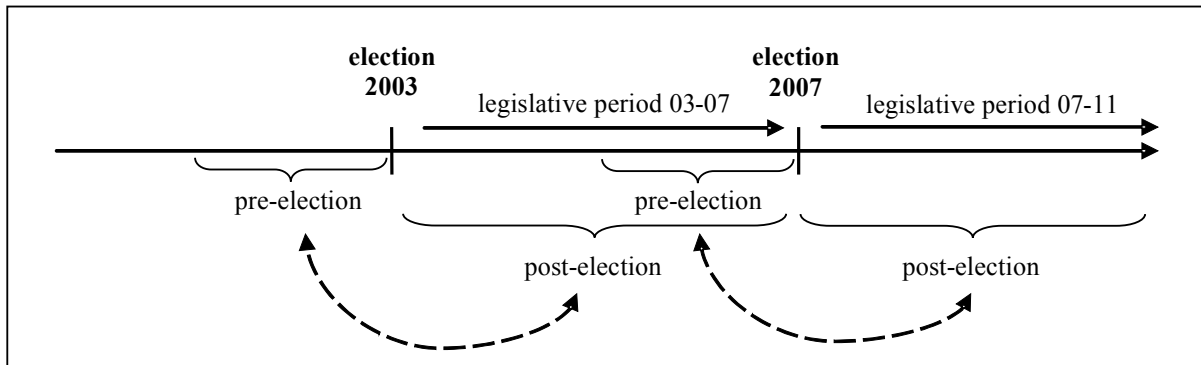 election
2003
election
2007
legislative period 03-07
legislative period 07-11
pre-election
pre-election
post-election
post-election